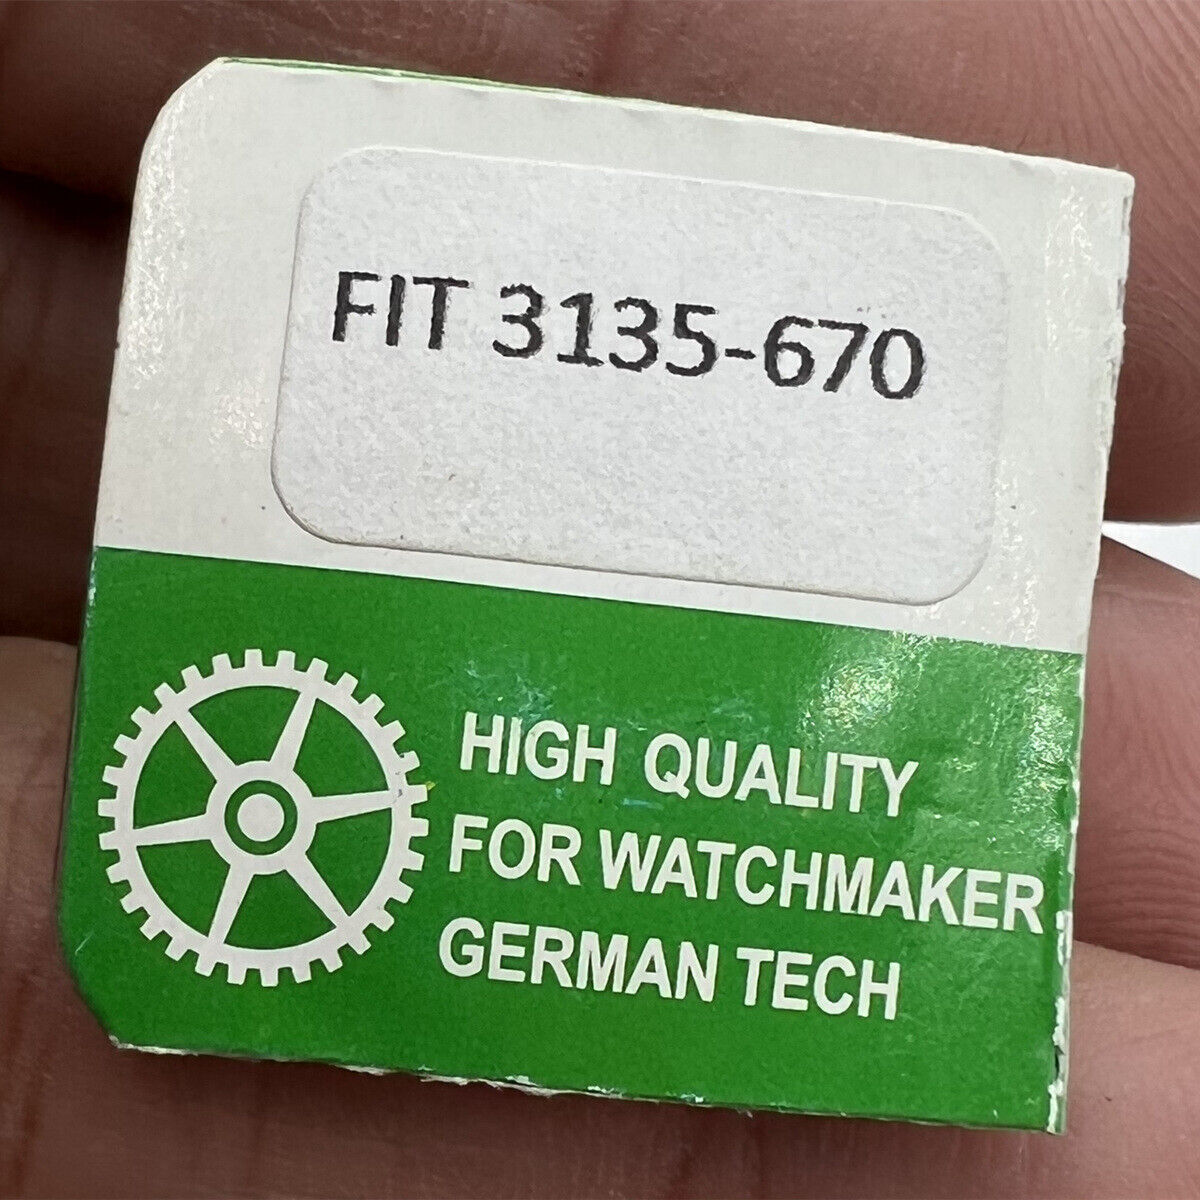 FIT 3135-670
HIGH QUALITY
FOR WATCHMAKER
GERMAN TECH